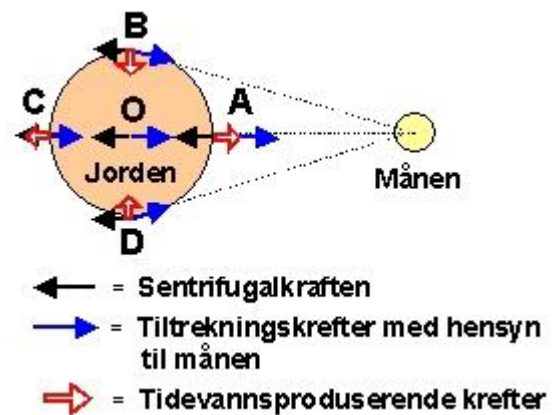 B
C
O
A
Jorden
Månen
D
= Sentrifugalkraften
= Tiltrekningskrefter med hensyn
til månen
= Tidevannsproduserende krefter